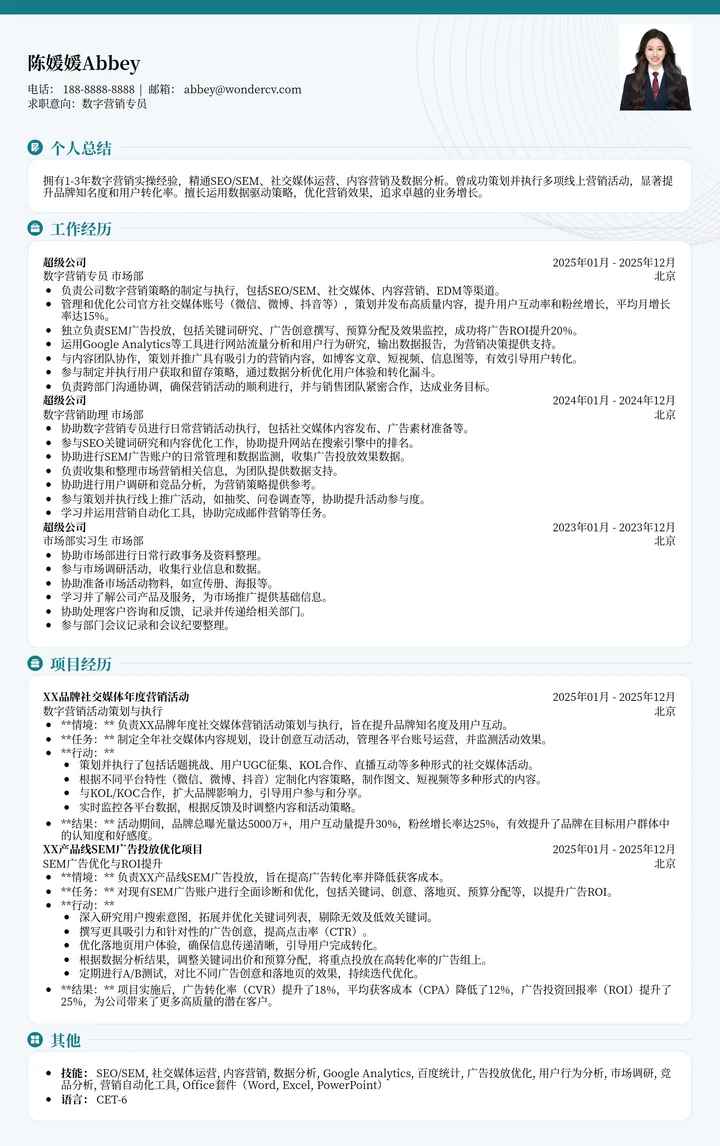 陈媛媛Abbey
电话： 188-8888-8888 | 邮箱： abbey@wondercv.com
求职意向：数字营销专员
个人总结
拥有1-3年数字营销实操经验，精通SEO/SEM、社交媒体运营、内容营销及数据分析。曾成功策划并执行多项线上营销活动，显著提
升品牌知名度和用户转化率。擅长运用数据驱动策略，优化营销效果，追求卓越的业务增长。
工作经历
超级公司 2025年01月 - 2025年12月
数字营销专员 市场部 北京
• 负责公司数字营销策略的制定与执行，包括SEO/SEM、社交媒体、内容营销、EDM等渠道。
• 管理和优化公司官方社交媒体账号（微信、微博、抖音等），策划并发布高质量内容，提升用户互动率和粉丝增长，平均月增长
率达15%。
• 独立负责SEM广告投放，包括关键词研究、广告创意撰写、预算分配及效果监控，成功将广告ROI提升20%。
• 运用Google Analytics等工具进行网站流量分析和用户行为研究，输出数据报告，为营销决策提供支持。
• 与内容团队协作，策划并推广具有吸引力的营销内容，如博客文章、短视频、信息图等，有效引导用户转化。
• 参与制定并执行用户获取和留存策略，通过数据分析优化用户体验和转化漏斗。
• 负责跨部门沟通协调，确保营销活动的顺利进行，并与销售团队紧密合作，达成业务目标。
超级公司 2024年01月 - 2024年12月
数字营销助理 市场部 北京
• 协助数字营销专员进行日常营销活动执行，包括社交媒体内容发布、广告素材准备等。
• 参与SEO关键词研究和内容优化工作，协助提升网站在搜索引擎中的排名。
• 协助进行SEM广告账户的日常管理和数据监测，收集广告投放效果数据。
• 负责收集和整理市场营销相关信息，为团队提供数据支持。
• 协助进行用户调研和竞品分析，为营销策略提供参考。
• 参与策划并执行线上推广活动，如抽奖、问卷调查等，协助提升活动参与度。
• 学习并运用营销自动化工具，协助完成邮件营销等任务。
超级公司 2023年01月 - 2023年12月
市场部实习生 市场部 北京
• 协助市场部进行日常行政事务及资料整理。
• 参与市场调研活动，收集行业信息和数据。
• 协助准备市场活动物料，如宣传册、海报等。
• 学习并了解公司产品及服务，为市场推广提供基础信息。
• 协助处理客户咨询和反馈，记录并传递给相关部门。
• 参与部门会议记录和会议纪要整理。
项目经历
XX品牌社交媒体年度营销活动 2025年01月 - 2025年12月
数字营销活动策划与执行 北京
• **情境：** 负责XX品牌年度社交媒体营销活动策划与执行，旨在提升品牌知名度及用户互动。
• **任务：** 制定全年社交媒体内容规划，设计创意互动活动，管理各平台账号运营，并监测活动效果。
• **行动：**
• 策划并执行了包括话题挑战、用户UGC征集、KOL合作、直播互动等多种形式的社交媒体活动。
• 根据不同平台特性（微信、微博、抖音）定制化内容策略，制作图文、短视频等多种形式的内容。
• 与KOL/KOC合作，扩大品牌影响力，引导用户参与和分享。
• 实时监控各平台数据，根据反馈及时调整内容和活动策略。
• **结果：** 活动期间，品牌总曝光量达5000万+，用户互动量提升30%，粉丝增长率达25%，有效提升了品牌在目标用户群体中
的认知度和好感度。
XX产品线SEM广告投放优化项目 2025年01月 - 2025年12月
SEM广告优化与ROI提升 北京
• **情境：** 负责XX产品线SEM广告投放，旨在提高广告转化率并降低获客成本。
• **任务：** 对现有SEM广告账户进行全面诊断和优化，包括关键词、创意、落地页、预算分配等，以提升广告ROI。
• **行动：**
• 深入研究用户搜索意图，拓展并优化关键词列表，剔除无效及低效关键词。
• 撰写更具吸引力和针对性的广告创意，提高点击率（CTR）。
• 优化落地页用户体验，确保信息传递清晰，引导用户完成转化。
• 根据数据分析结果，调整关键词出价和预算分配，将重点投放在高转化率的广告组上。
• 定期进行A/B测试，对比不同广告创意和落地页的效果，持续迭代优化。
• **结果：** 项目实施后，广告转化率（CVR）提升了18%，平均获客成本（CPA）降低了12%，广告投资回报率（ROI）提升了
25%，为公司带来了更多高质量的潜在客户。
其他
• 技能： SEO/SEM, 社交媒体运营, 内容营销, 数据分析, Google Analytics, 百度统计, 广告投放优化, 用户行为分析, 市场调研, 竞
品分析, 营销自动化工具, Office套件（Word, Excel, PowerPoint）
• 语言： CET-6